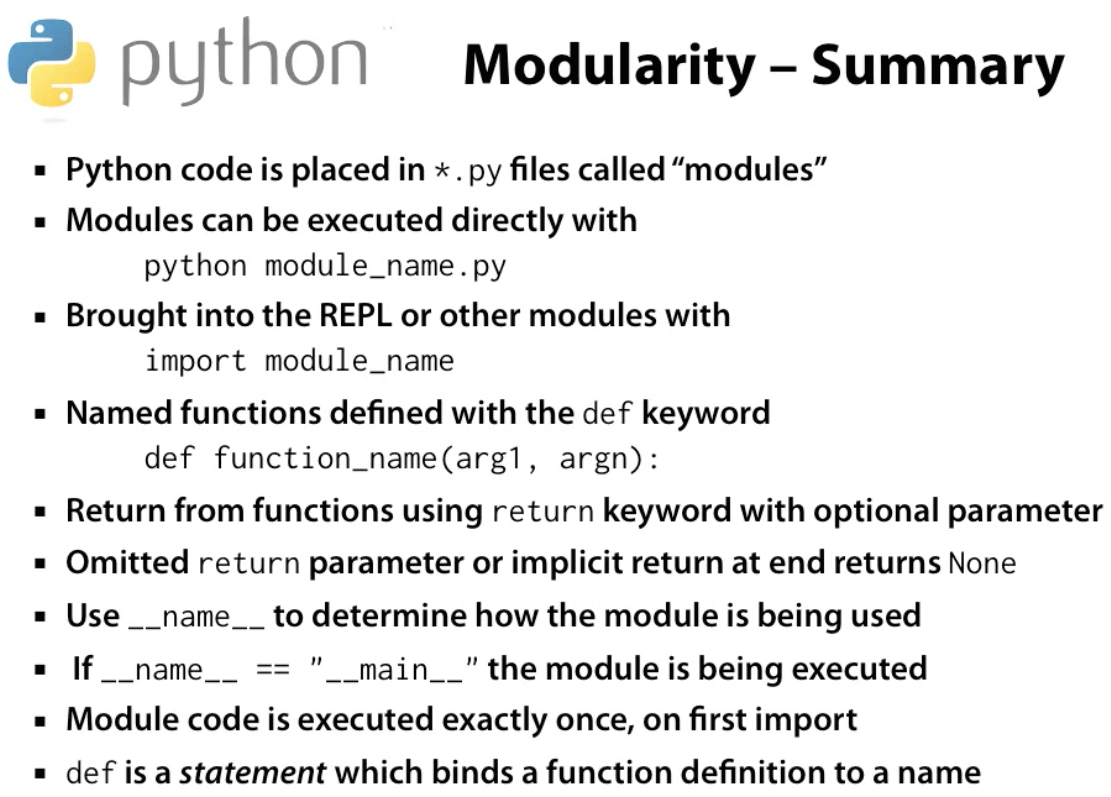 python
Modularity – Summary
▪ Python code is placed in *.py files called “modules”
▪ Modules can be executed directly with
python module_name.py
▪ Brought into the REPL or other modules with
import module_name
▪ Named functions defined with the def keyword
def function_name(arg1, argn):
▪ Return from functions using return keyword with optional parameter
▪ Omitted return parameter or implicit return at end returns None
▪ Use __name__ to determine how the module is being used
▪ If __name__ == "__main__" the module is being executed
▪ Module code is executed exactly once, on first import
▪ def is a statement which binds a function definition to a name